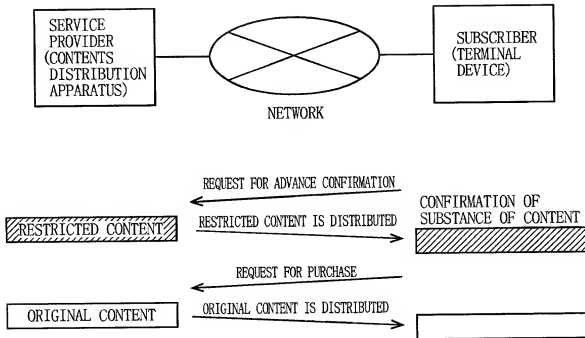 SERVICE
PROVIDER
(CONTENTS
DISTRIBUTION
APPARATUS)
NETWORK
SUBSCRIBER
(TERMINAL
DEVICE)
REQUEST FOR ADVANCE CONFIRMATION
CONFIRMATION OF
SUBSTANCE OF CONTENT
RESTRICTED CONTENT
RESTRICTED CONTENT IS DISTRIBUTED
REQUEST FOR PURCHASE
ORIGINAL CONTENT
ORIGINAL CONTENT IS DISTRIBUTED